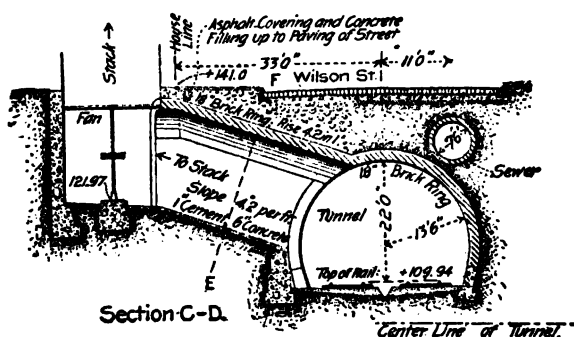 Stack →
House Line
Asphalt Covering and Concrete
Filling up to Paving of Street
33'0"
11'0"
+141.0
F Wilson St.
Fan
18" Brick Ring, Rise 4.2 in 1'
7'6"
Sewer
121.97
To Stack
Slope 4.2 per ft.
1" Cement 6" Concrete
18" Brick Ring
Tunnel
22'0"
13'6"
Top of Rail +109.94
E
Section C-D.
Center Line of Tunnel.